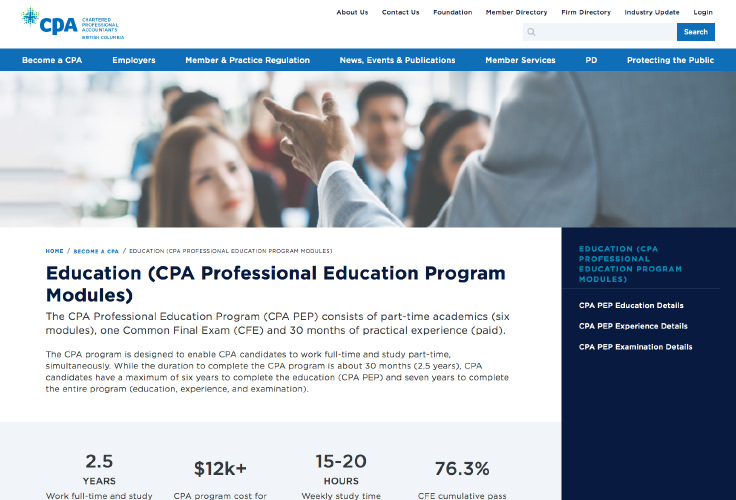 CPA
CHARTERED
PROFESSIONAL
ACCOUNTANTS
BRITISH COLUMBIA
About Us Contact Us Foundation Member Directory Firm Directory Industry Update Login
Search
Become a CPA Employers Member & Practice Regulation News, Events & Publications Member Services PD Protecting the Public
HOME / BECOME A CPA / EDUCATION (CPA PROFESSIONAL EDUCATION PROGRAM MODULES)
Education (CPA Professional Education Program
Modules)
The CPA Professional Education Program (CPA PEP) consists of part-time academics (six
modules), one Common Final Exam (CFE) and 30 months of practical experience (paid).
The CPA program is designed to enable CPA candidates to work full-time and study part-time,
simultaneously. While the duration to complete the CPA program is about 30 months (2.5 years), CPA
candidates have a maximum of six years to complete the education (CPA PEP) and seven years to complete
the entire program (education, experience, and examination).
EDUCATION (CPA
PROFESSIONAL
EDUCATION PROGRAM
MODULES)
CPA PEP Education Details
CPA PEP Experience Details
CPA PEP Examination Details
2.5
YEARS
Work full-time and study
$12k+
CPA program cost for
15-20
HOURS
Weekly study time
76.3%
CFE cumulative pass